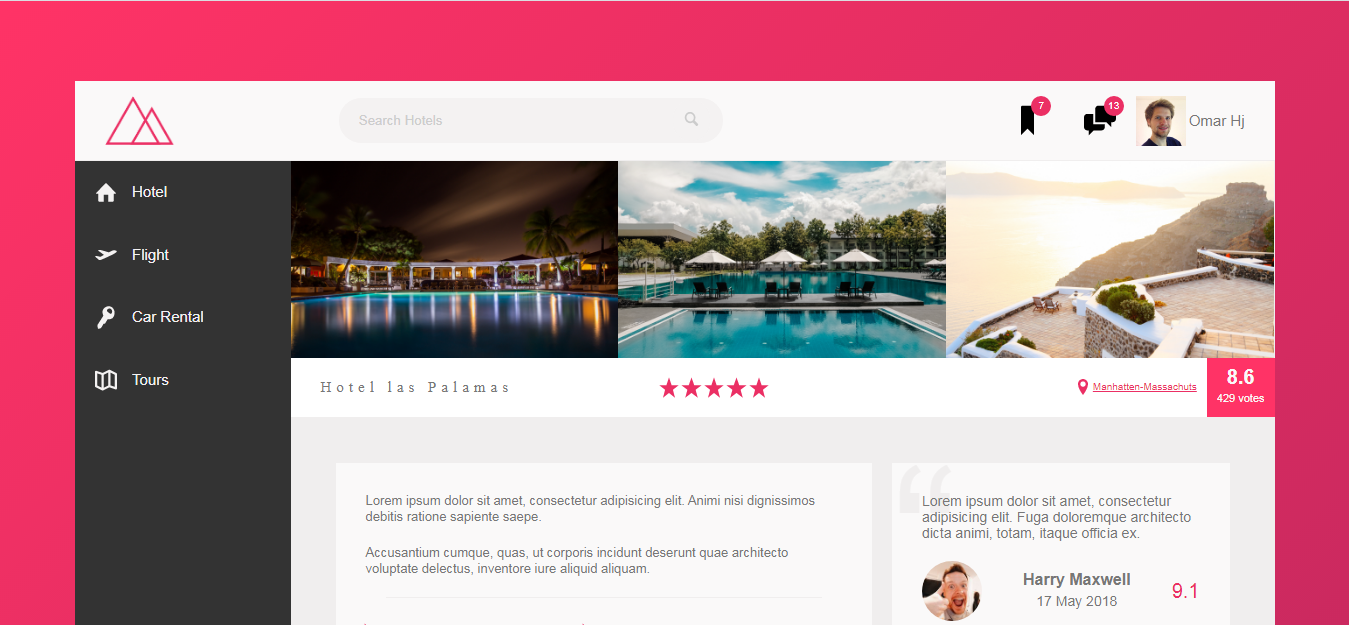 Search Hotels
7
13
Omar Hj
Hotel
Flight
Car Rental
Tours
Hotel las Palamas
Manhatten-Massachuts
8.6
429 votes
Lorem ipsum dolor sit amet, consectetur adipisicing elit. Animi nisi dignissimos
debitis ratione sapiente saepe.
Accusantium cumque, quas, ut corporis incidunt deserunt quae architecto
voluptate delectus, inventore iure aliquid aliquam.
“
Lorem ipsum dolor sit amet, consectetur
adipisicing elit. Fuga doloremque architecto
dicta animi, totam, itaque officia ex.
Harry Maxwell
17 May 2018
9.1